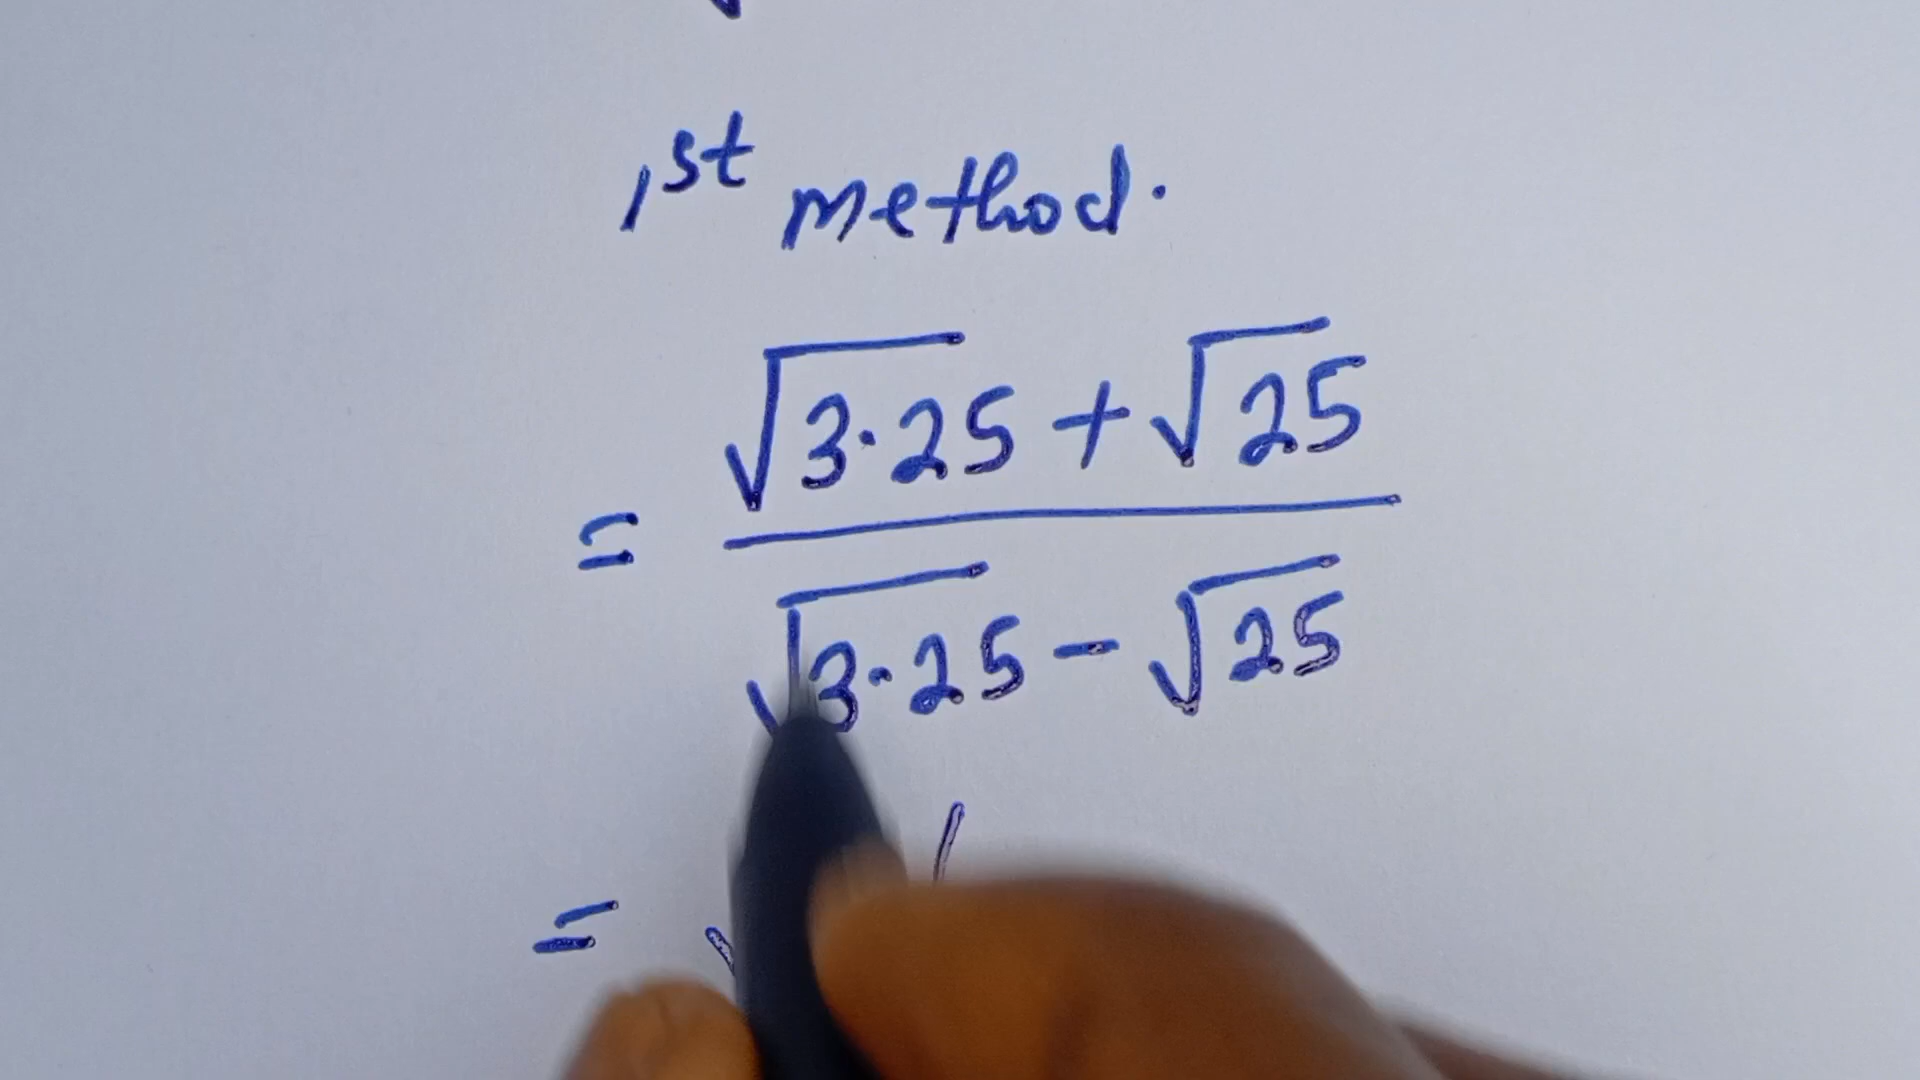 1st method.
= √3·25 + √25
√3·25 - √25
=